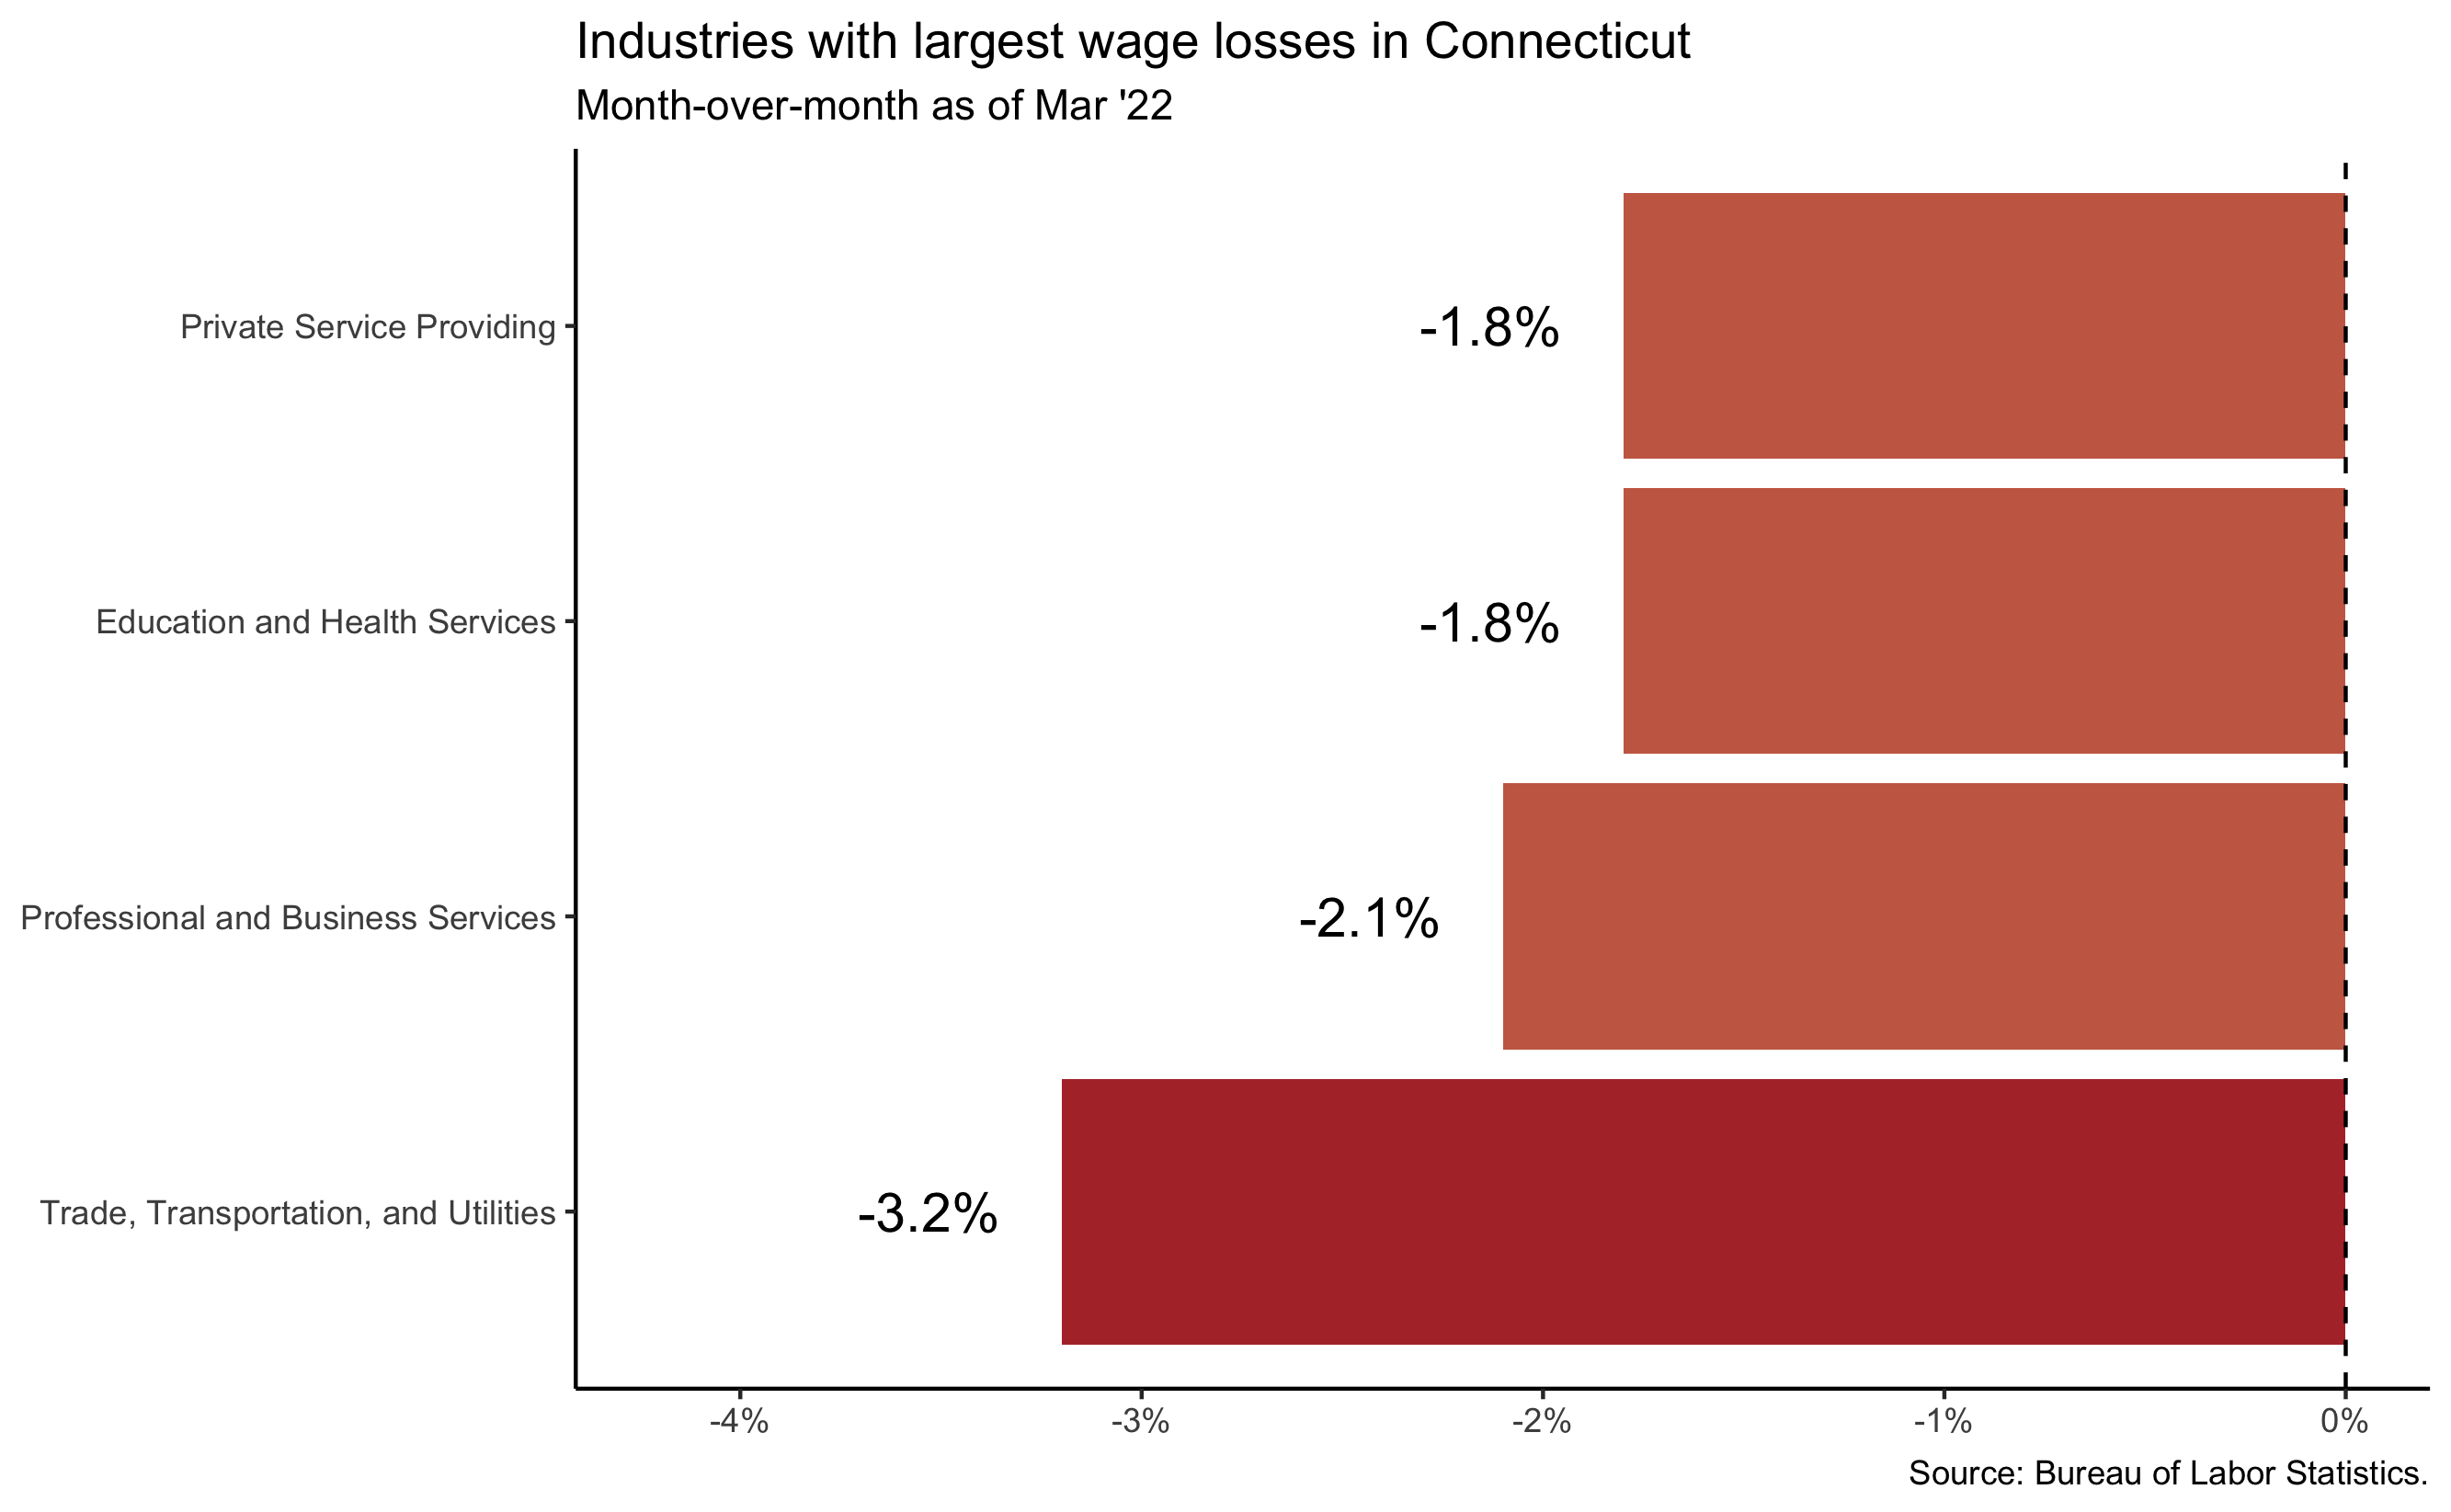 Industries with largest wage losses in Connecticut
Month-over-month as of Mar '22
Private Service Providing
-1.8%
Education and Health Services
-1.8%
Professional and Business Services
-2.1%
Trade, Transportation, and Utilities
-3.2%
-4%
-3%
-2%
-1%
0%
Source: Bureau of Labor Statistics.